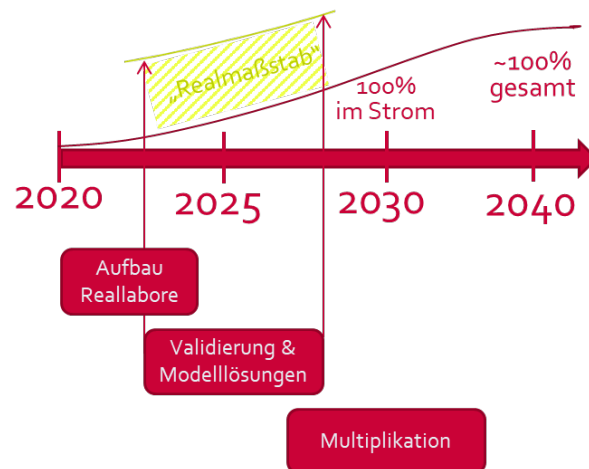 „Realmaßstab“
100%
im Strom
~100%
gesamt
2020
2025
2030
2040
Aufbau
Reallabore
Validierung &
Modelllösungen
Multiplikation